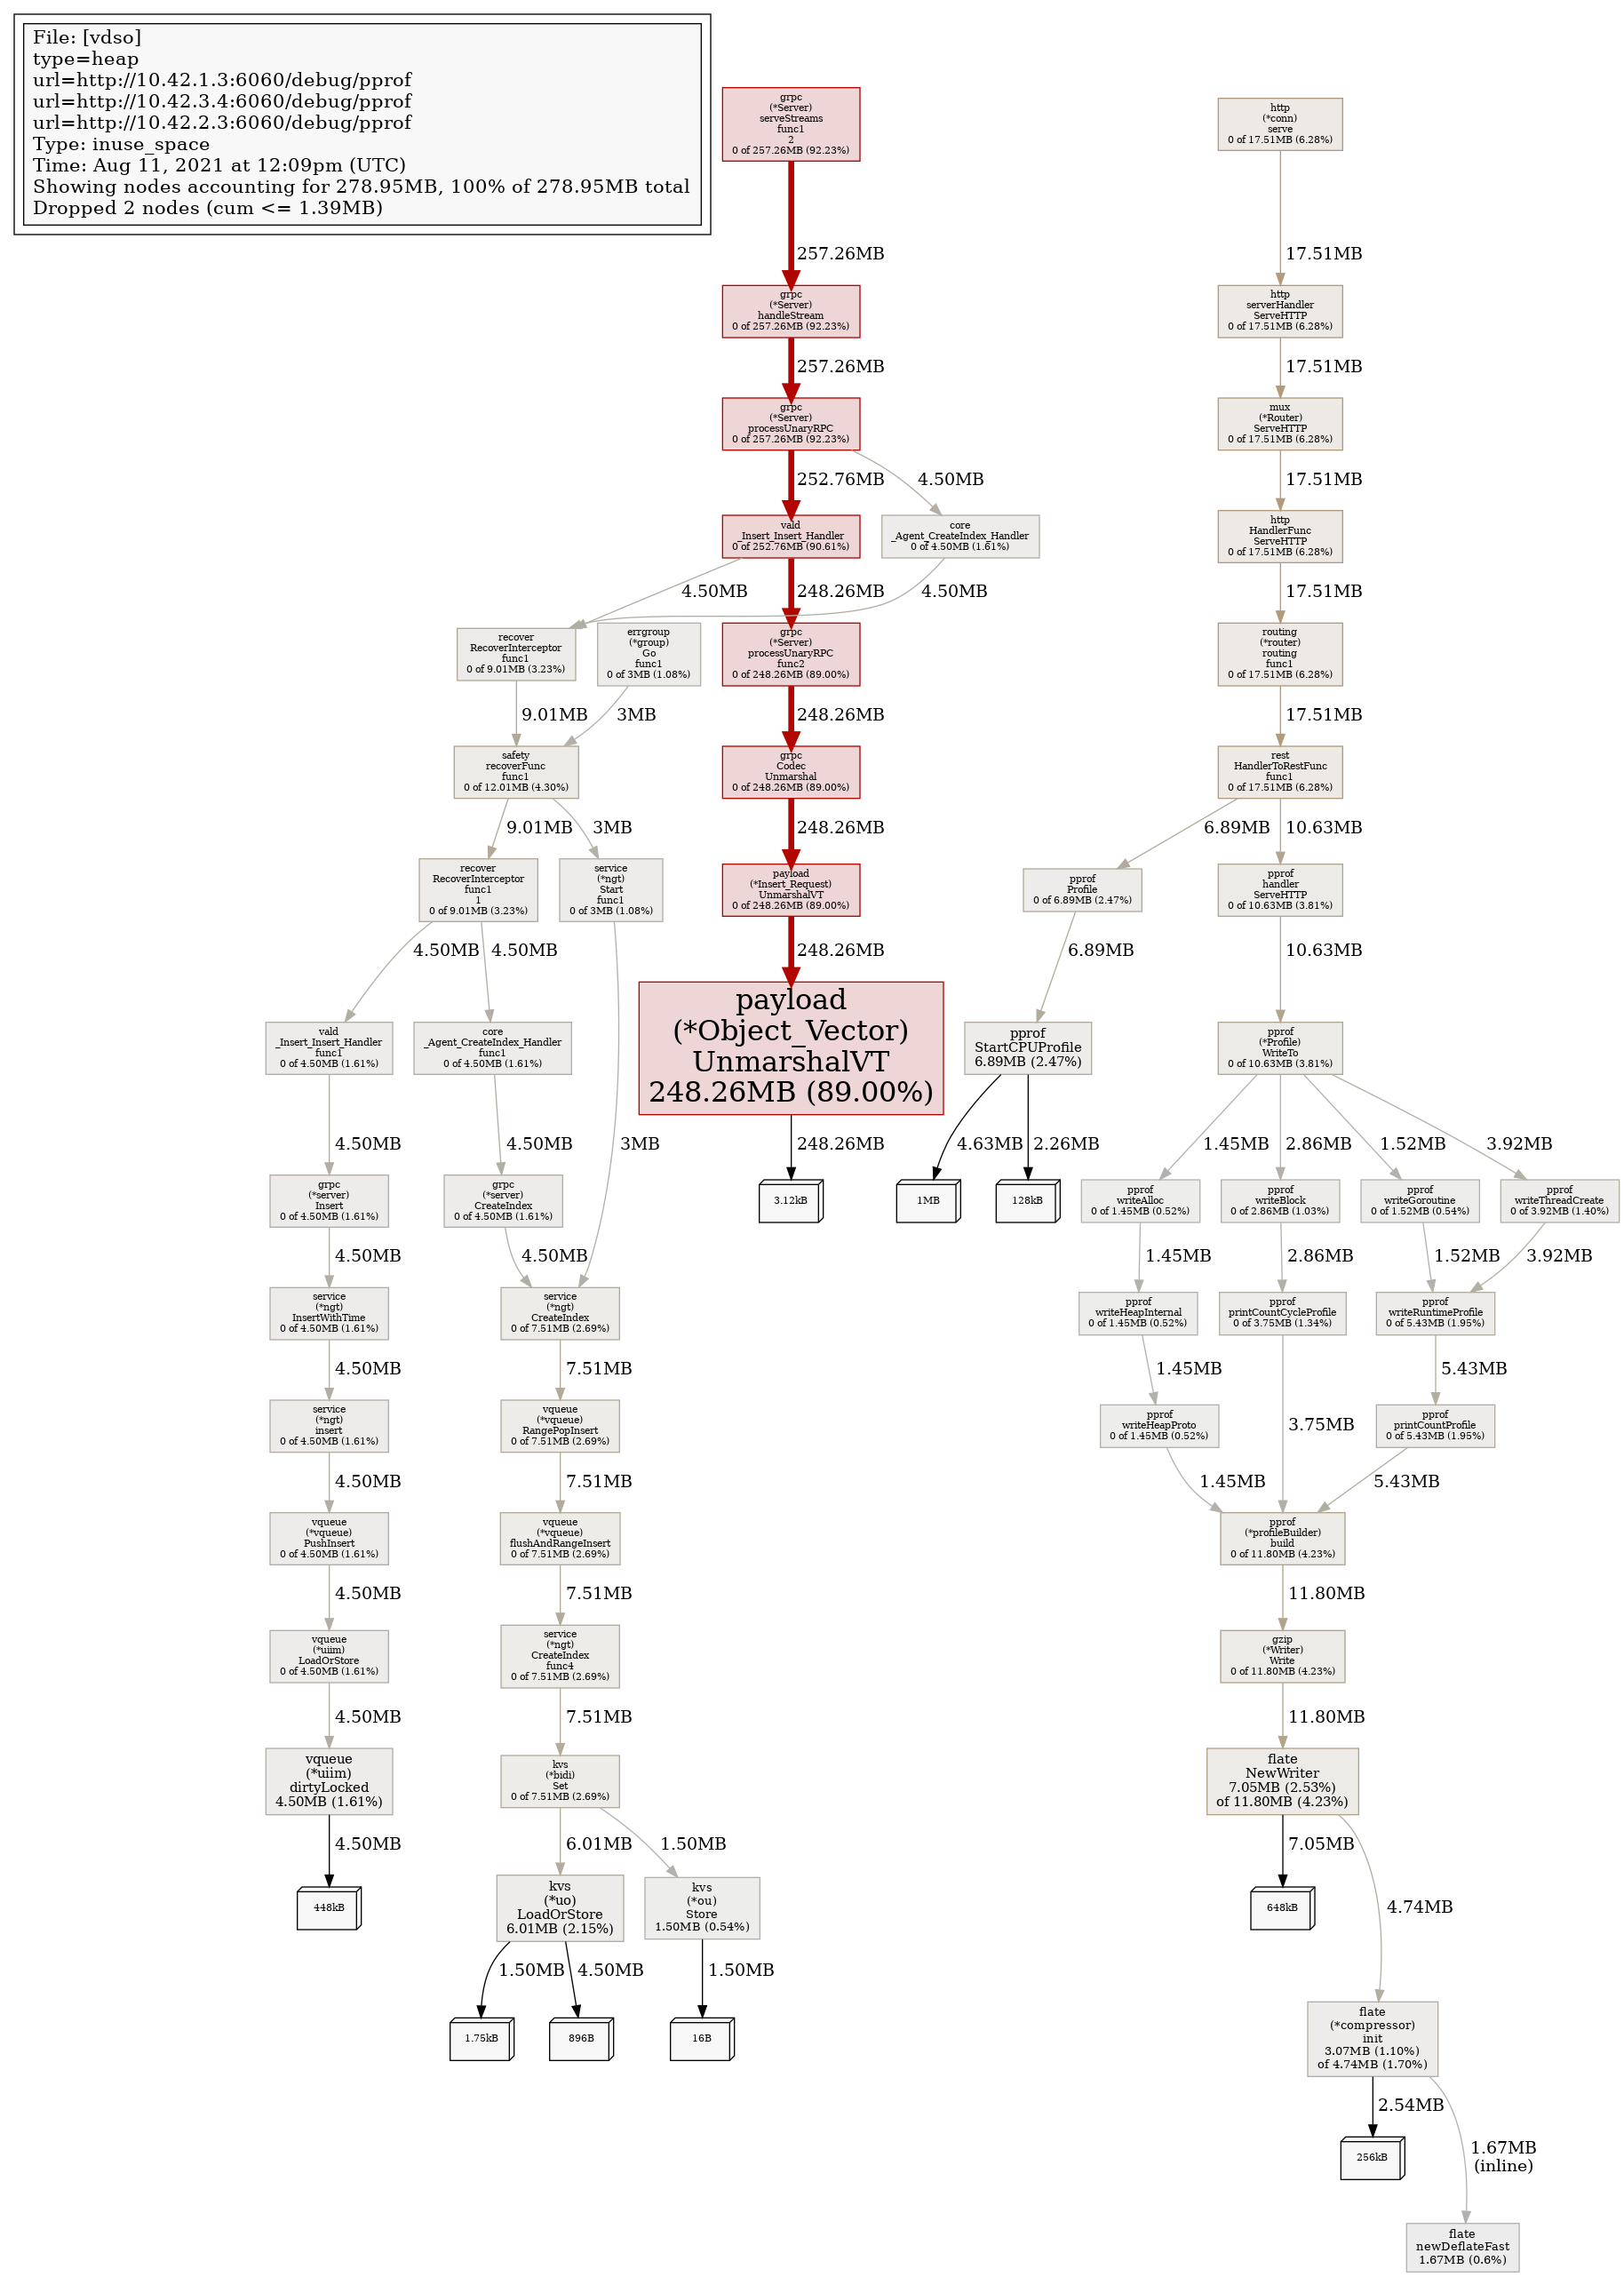 File: [vdso]
type=heap
url=http://10.42.1.3:6060/debug/pprof
url=http://10.42.3.4:6060/debug/pprof
url=http://10.42.2.3:6060/debug/pprof
Type: inuse_space
Time: Aug 11, 2021 at 12:09pm (UTC)
Showing nodes accounting for 278.95MB, 100% of 278.95MB total
Dropped 2 nodes (cum <= 1.39MB)
grpc
(*Server)
serveStreams
func1
2
0 of 257.26MB (92.23%)
http
(*conn)
serve
0 of 17.51MB (6.28%)
257.26MB
17.51MB
grpc
(*Server)
handleStream
0 of 257.26MB (92.23%)
http
serverHandler
ServeHTTP
0 of 17.51MB (6.28%)
257.26MB
17.51MB
grpc
(*Server)
processUnaryRPC
0 of 257.26MB (92.23%)
mux
(*Router)
ServeHTTP
0 of 17.51MB (6.28%)
252.76MB
4.50MB
17.51MB
vald
_Insert_Insert_Handler
0 of 252.76MB (90.61%)
core
_Agent_CreateIndex_Handler
0 of 4.50MB (1.61%)
http
HandlerFunc
ServeHTTP
0 of 17.51MB (6.28%)
4.50MB
248.26MB
4.50MB
17.51MB
recover
RecoverInterceptor
func1
0 of 9.01MB (3.23%)
errgroup
(*group)
Go
func1
0 of 3MB (1.08%)
grpc
(*Server)
processUnaryRPC
func2
0 of 248.26MB (89.00%)
routing
(*router)
routing
func1
0 of 17.51MB (6.28%)
9.01MB
3MB
248.26MB
17.51MB
safety
recoverFunc
func1
0 of 12.01MB (4.30%)
grpc
Codec
Unmarshal
0 of 248.26MB (89.00%)
rest
HandlerToRestFunc
func1
0 of 17.51MB (6.28%)
9.01MB
3MB
248.26MB
6.89MB
10.63MB
recover
RecoverInterceptor
func1
1
0 of 9.01MB (3.23%)
service
(*ngt)
Start
func1
0 of 3MB (1.08%)
payload
(*Insert_Request)
UnmarshalVT
0 of 248.26MB (89.00%)
pprof
Profile
0 of 6.89MB (2.47%)
pprof
handler
ServeHTTP
0 of 10.63MB (3.81%)
4.50MB
4.50MB
248.26MB
6.89MB
10.63MB
vald
_Insert_Insert_Handler
func1
0 of 4.50MB (1.61%)
core
_Agent_CreateIndex_Handler
func1
0 of 4.50MB (1.61%)
payload
(*Object_Vector)
UnmarshalVT
248.26MB (89.00%)
pprof
StartCPUProfile
6.89MB (2.47%)
pprof
(*Profile)
WriteTo
0 of 10.63MB (3.81%)
4.50MB
4.50MB
3MB
248.26MB
4.63MB
2.26MB
1.45MB
2.86MB
1.52MB
3.92MB
grpc
(*server)
Insert
0 of 4.50MB (1.61%)
grpc
(*server)
CreateIndex
0 of 4.50MB (1.61%)
3.12kB
1MB
128kB
pprof
writeAlloc
0 of 1.45MB (0.52%)
pprof
writeBlock
0 of 2.86MB (1.03%)
pprof
writeGoroutine
0 of 1.52MB (0.54%)
pprof
writeThreadCreate
0 of 3.92MB (1.40%)
4.50MB
4.50MB
1.45MB
2.86MB
1.52MB
3.92MB
service
(*ngt)
InsertWithTime
0 of 4.50MB (1.61%)
service
(*ngt)
CreateIndex
0 of 7.51MB (2.69%)
pprof
writeHeapInternal
0 of 1.45MB (0.52%)
pprof
printCountCycleProfile
0 of 3.75MB (1.34%)
pprof
writeRuntimeProfile
0 of 5.43MB (1.95%)
4.50MB
7.51MB
1.45MB
3.75MB
5.43MB
service
(*ngt)
insert
0 of 4.50MB (1.61%)
vqueue
(*vqueue)
RangePopInsert
0 of 7.51MB (2.69%)
pprof
writeHeapProto
0 of 1.45MB (0.52%)
pprof
printCountProfile
0 of 5.43MB (1.95%)
4.50MB
7.51MB
1.45MB
5.43MB
vqueue
(*vqueue)
PushInsert
0 of 4.50MB (1.61%)
vqueue
(*vqueue)
flushAndRangeInsert
0 of 7.51MB (2.69%)
pprof
(*profileBuilder)
build
0 of 11.80MB (4.23%)
4.50MB
7.51MB
11.80MB
vqueue
(*uiim)
LoadOrStore
0 of 4.50MB (1.61%)
service
(*ngt)
CreateIndex
func4
0 of 7.51MB (2.69%)
gzip
(*Writer)
Write
0 of 11.80MB (4.23%)
4.50MB
7.51MB
11.80MB
vqueue
(*uiim)
dirtyLocked
4.50MB (1.61%)
kvs
(*bidi)
Set
0 of 7.51MB (2.69%)
flate
NewWriter
7.05MB (2.53%)
of 11.80MB (4.23%)
4.50MB
6.01MB
1.50MB
7.05MB
4.74MB
448kB
kvs
(*uo)
LoadOrStore
6.01MB (2.15%)
kvs
(*ou)
Store
1.50MB (0.54%)
648kB
1.50MB
4.50MB
1.50MB
1.75kB
896B
16B
flate
(*compressor)
init
3.07MB (1.10%)
of 4.74MB (1.70%)
2.54MB
1.67MB
(inline)
256kB
flate
newDeflateFast
1.67MB (0.6%)